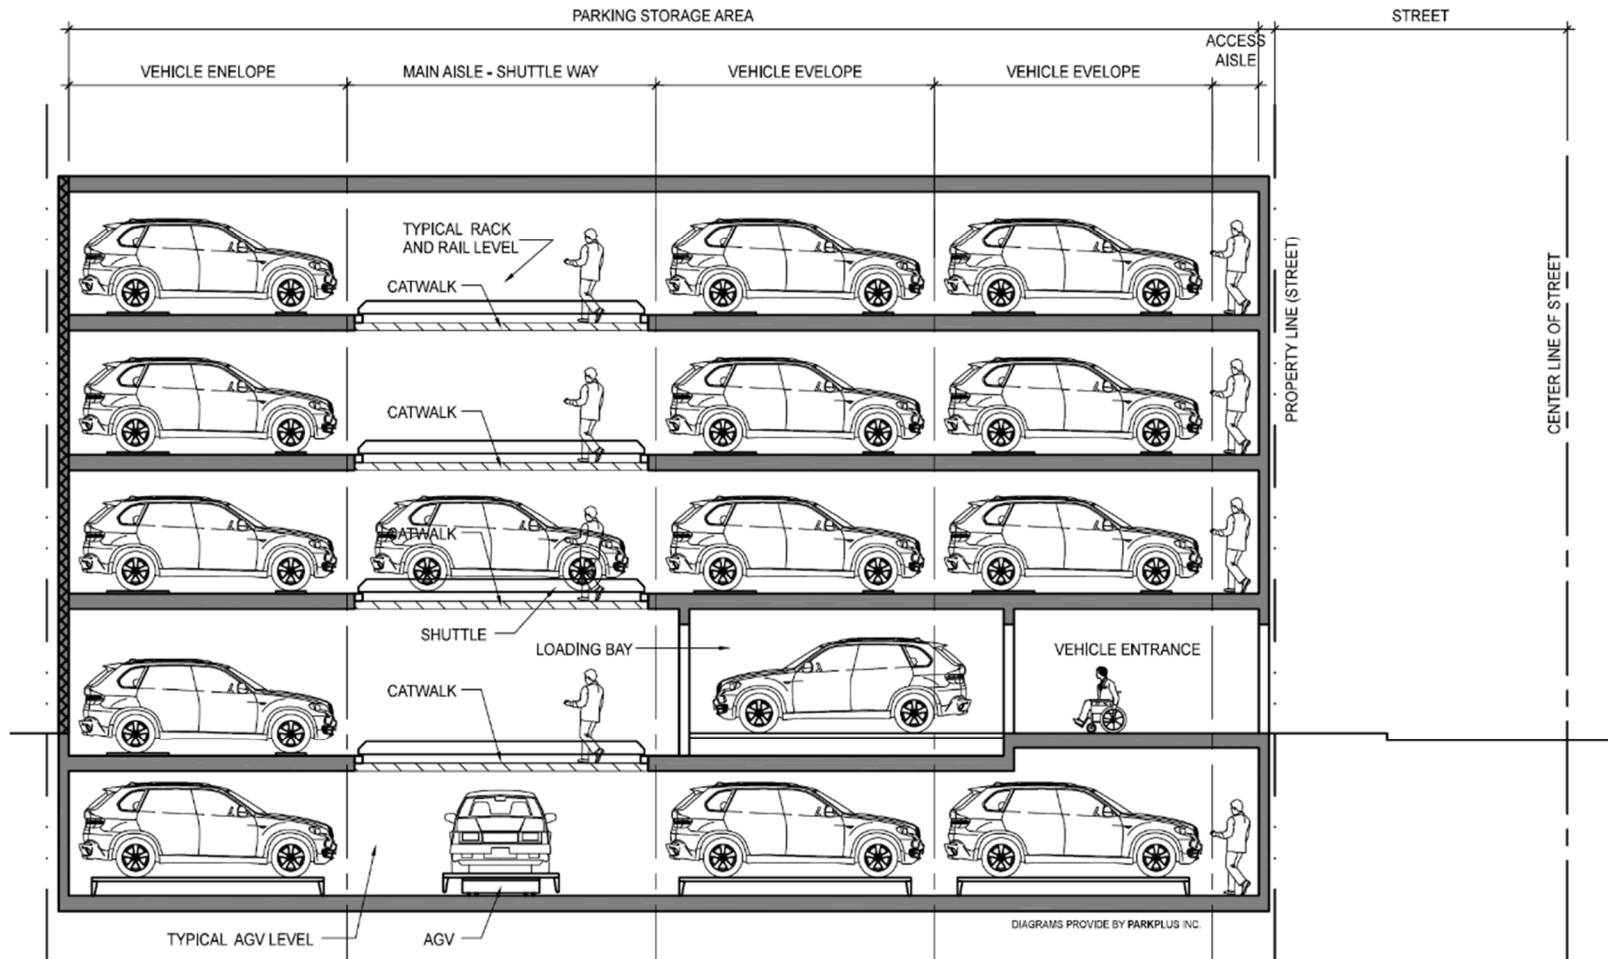 PARKING STORAGE AREA
STREET
ACCESS
AISLE
VEHICLE ENELOPE
MAIN AISLE - SHUTTLE WAY
VEHICLE EVELOPE
VEHICLE EVELOPE
TYPICAL RACK
AND RAIL LEVEL
CATWALK
PROPERTY LINE (STREET)
CENTER LINE OF STREET
CATWALK
CATWALK
SHUTTLE
LOADING BAY
VEHICLE ENTRANCE
CATWALK
TYPICAL AGV LEVEL
AGV
DIAGRAMS PROVIDE BY PARKPLUS INC.